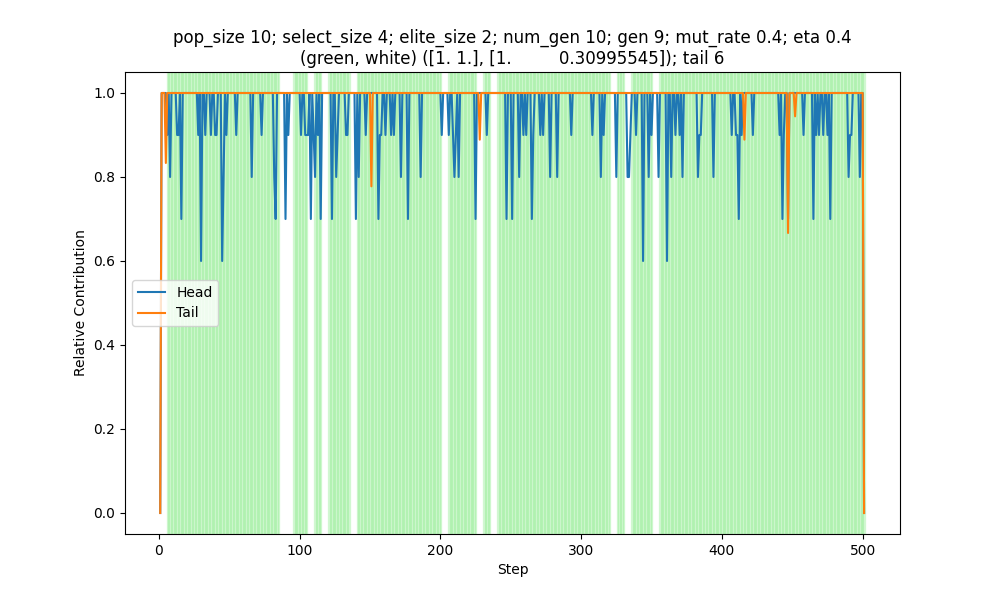 pop_size 10; select_size 4; elite_size 2; num_gen 10; gen 9; mut_rate 0.4; eta 0.4
(green, white) ([1. 1.], [1.          0.30995545]); tail 6
1.0
0.8
0.6
0.4
0.2
0.0
Relative Contribution
Head
Tail
0
100
200
300
400
500
Step